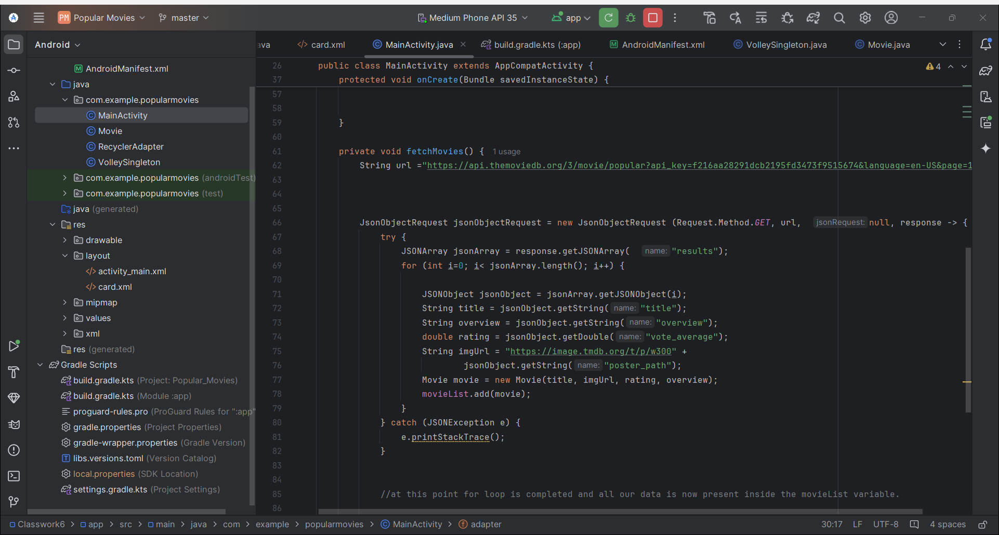 PM Popular Movies master Medium Phone API 35 app
Android
AndroidManifest.xml
java
com.example.popularmovies
MainActivity
Movie
RecyclerAdapter
VolleySingleton
com.example.popularmovies (androidTest)
com.example.popularmovies (test)
java (generated)
res
drawable
layout
activity_main.xml
card.xml
mipmap
values
xml
res (generated)
Gradle Scripts
build.gradle.kts (Project: Popular_Movies)
build.gradle.kts (Module :app)
proguard-rules.pro (ProGuard Rules for ":app"
gradle.properties (Project Properties)
gradle-wrapper.properties (Gradle Version)
libs.versions.toml (Version Catalog)
local.properties (SDK Location)
settings.gradle.kts (Project Settings)
ava card.xml MainActivity.java build.gradle.kts (:app) AndroidManifest.xml VolleySingleton.java Movie.java
26 public class MainActivity extends AppCompatActivity { 4
37 protected void onCreate(Bundle savedInstanceState) {
57
58
59 }
60
61 private void fetchMovies() { 1 usage
62 String url ="https://api.themoviedb.org/3/movie/popular?api_key=f216aa28291dcb2195fd3473f9515674&language=en-US&page=1
63
64
65
66 JsonObjectRequest jsonObjectRequest = new JsonObjectRequest (Request.Method.GET, url, jsonRequest: null, response -> {
67 try {
68 JSONArray jsonArray = response.getJSONArray( name: "results");
69 for (int i=0; i< jsonArray.length(); i++) {
70
71 JSONObject jsonObject = jsonArray.getJSONObject(i);
72 String title = jsonObject.getString( name: "title");
73 String overview = jsonObject.getString( name: "overview");
74 double rating = jsonObject.getDouble( name: "vote_average");
75 String imgUrl = "https://image.tmdb.org/t/p/w300" +
76 jsonObject.getString( name: "poster_path");
77 Movie movie = new Movie(title, imgUrl, rating, overview);
78 movieList.add(movie);
79 }
80 } catch (JSONException e) {
81 e.printStackTrace();
82 }
83
84
85 //at this point for loop is completed and all our data is now present inside the movieList variable.
86
Classwork6 > app > src > main > java > com > example > popularmovies > MainActivity > adapter 30:17 LF UTF-8 4 spaces